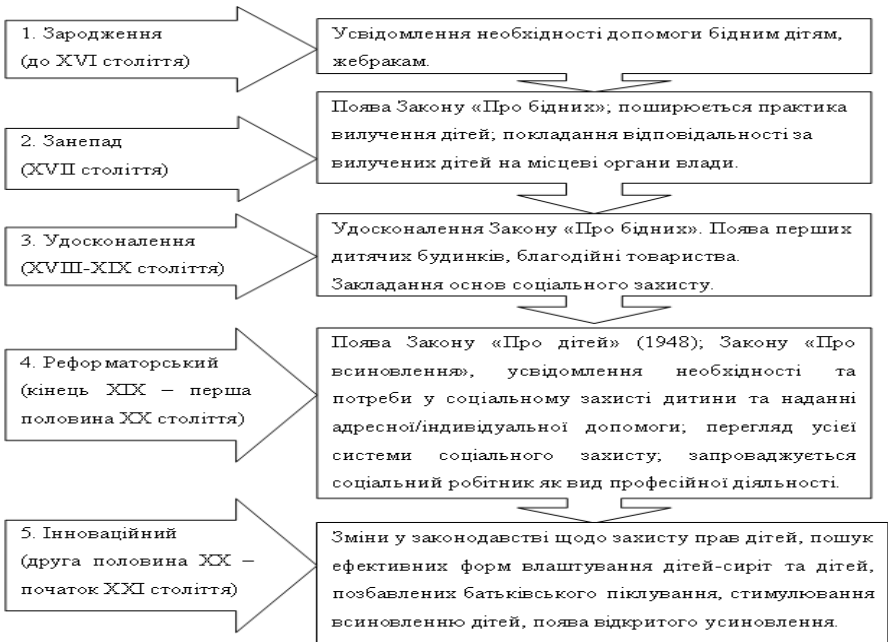 1. Зародження
(до XVI століття)
Усвідомлення необхідності допомоги бідним дітям,
жебракам.
2. Занепад
(XVII століття)
Поява Закону «Про бідних»; поширюється практика
вилучення дітей; покладання відповідальності за
вилучених дітей на місцеві органи влади.
3. Удосконалення
(XVIII-XIX століття)
Удосконалення Закону «Про бідних». Поява перших
дитячих будинків, благодійні товариства.
Закладання основ соціального захисту.
4. Реформаторський
(кінець XIX – перша
половина XX століття)
Поява Закону «Про дітей» (1948); Закону «Про
всиновлення», усвідомлення необхідності та
потреби у соціальному захисті дитини та наданні
адресної/індивідуальної допомоги; перегляд усієї
системи соціального захисту; запроваджується
соціальний робітник як вид професійної діяльності.
5. Інноваційний
(друга половина XX –
початок XXI століття)
Зміни у законодавстві щодо захисту прав дітей, пошук
ефективних форм влаштування дітей-сиріт та дітей,
позбавлених батьківського піклування, стимулювання
всиновленню дітей, поява відкритого усиновлення.